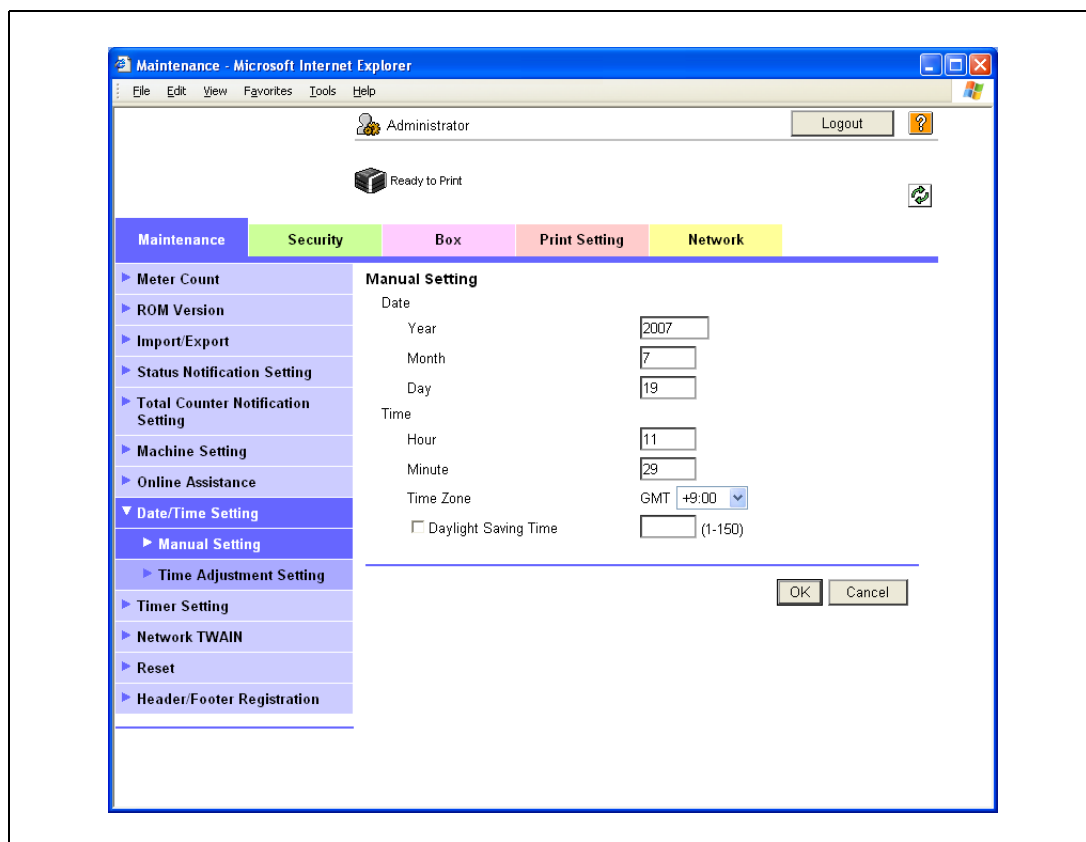 Maintenance - Microsoft Internet Explorer
File Edit View Favorites Tools Help
Administrator Logout ?
Ready to Print
Maintenance Security Box Print Setting Network
Meter Count
ROM Version
Import/Export
Status Notification Setting
Total Counter Notification
Setting
Machine Setting
Online Assistance
Date/Time Setting
Manual Setting
Time Adjustment Setting
Timer Setting
Network TWAIN
Reset
Header/Footer Registration
Manual Setting
Date
Year 2007
Month 7
Day 19
Time
Hour 11
Minute 29
Time Zone GMT +9:00
Daylight Saving Time (1-150)
OK Cancel